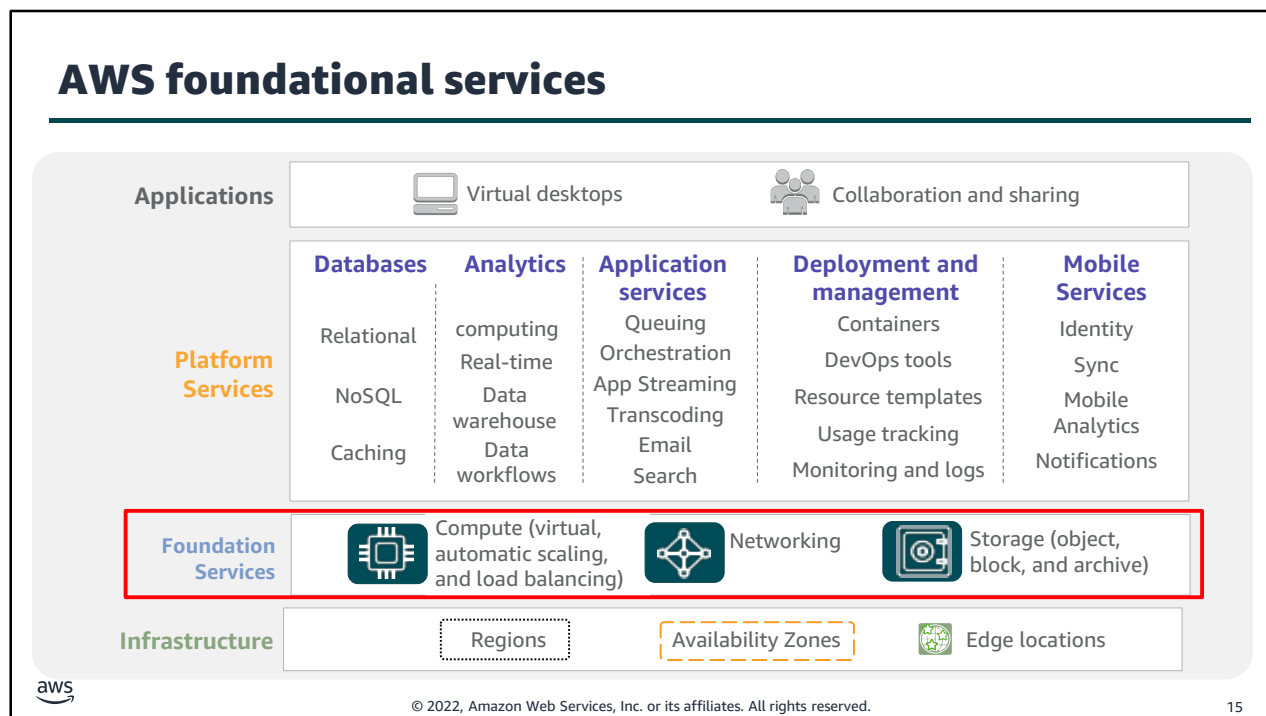 AWS foundational services
Applications
Virtual desktops
Collaboration and sharing
Platform
Services
Databases
Relational
NoSQL
Caching
Analytics
computing
Real-time
Data
warehouse
Data
workflows
Application
services
Queuing
Orchestration
App Streaming
Transcoding
Email
Search
Deployment and
management
Containers
DevOps tools
Resource templates
Usage tracking
Monitoring and logs
Mobile
Services
Identity
Sync
Mobile
Analytics
Notifications
Foundation
Services
Compute (virtual,
automatic scaling,
and load balancing)
Networking
Storage (object,
block, and archive)
Infrastructure
Regions
Availability Zones
Edge locations
aws
© 2022, Amazon Web Services, Inc. or its affiliates. All rights reserved.
15